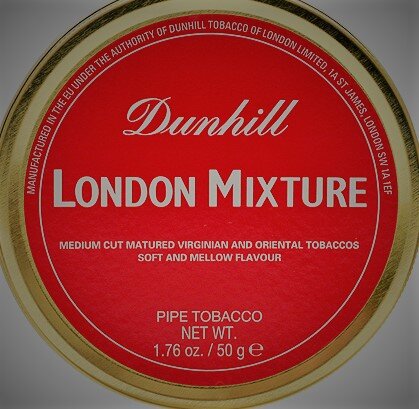 MANUFACTURED IN THE EU UNDER THE AUTHORITY OF DUNHILL TOBACCO OF LONDON LIMITED, 1A ST JAMES, LONDON SW 1A 1EF
Dunhill
LONDON MIXTURE
MEDIUM CUT MATURED VIRGINIAN AND ORIENTAL TOBACCOS
SOFT AND MELLOW FLAVOUR
PIPE TOBACCO
NET WT.
1.76 oz. / 50 g ℮